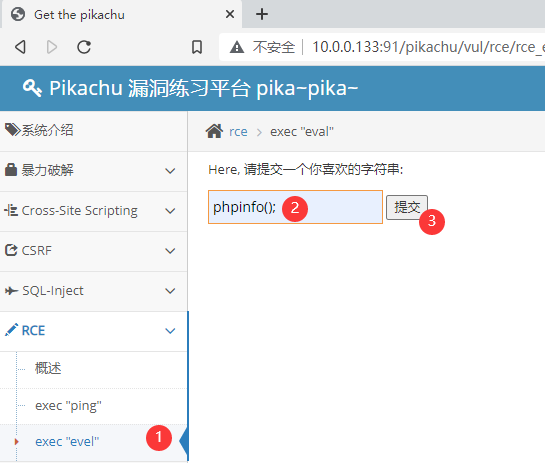 Get the pikachu
不安全 | 10.0.0.133:91/pikachu/vul/rce/rce_e
Pikachu 漏洞练习平台 pika~pika~
系统介绍
rce > exec "eval"
暴力破解
Here, 请提交一个你喜欢的字符串:
Cross-Site Scripting
phpinfo(); 2 提交
3
CSRF
SQL-Inject
RCE
概述
exec "ping"
exec "evel" 1